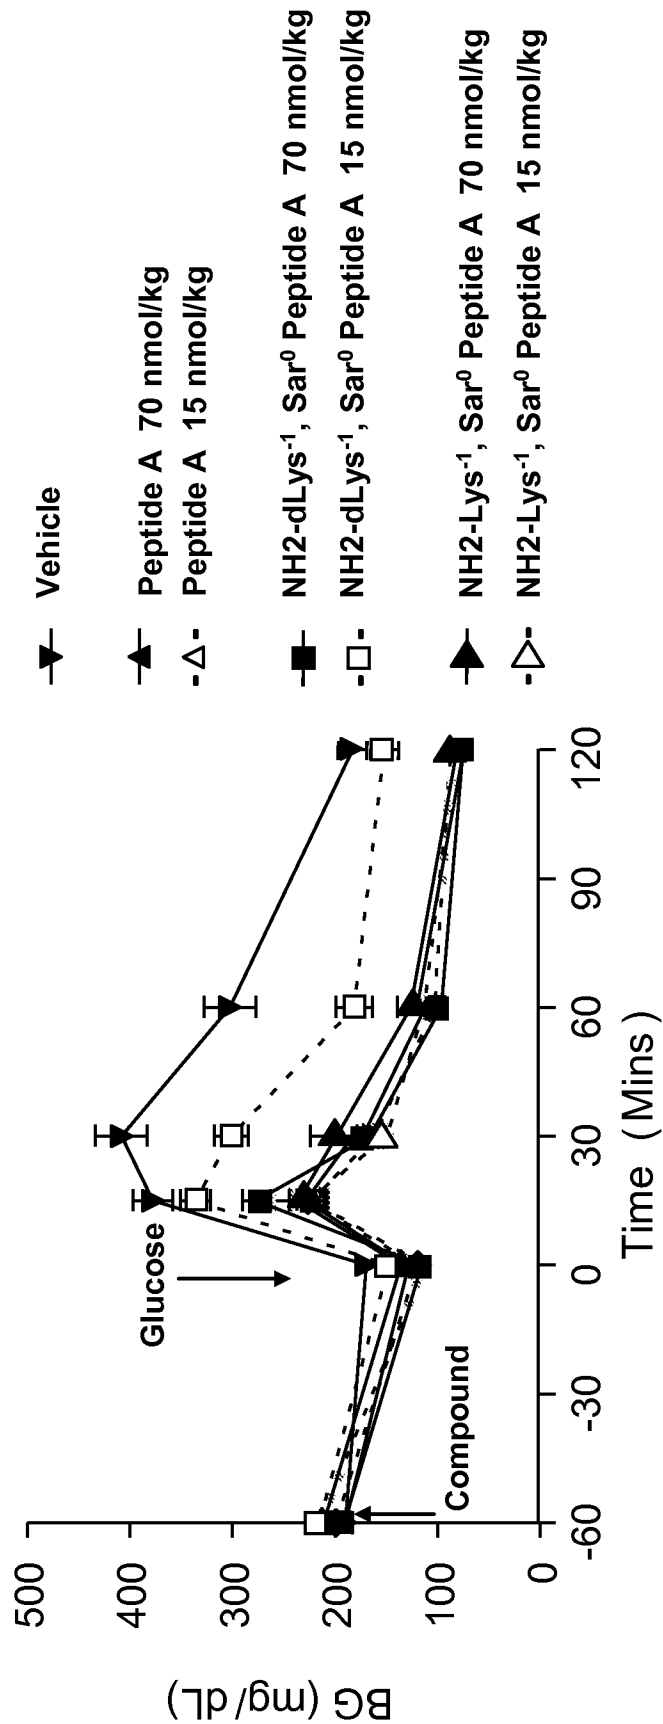 BG (mg/dL)
500
400
300
200
100
0
-60
-30
0
30
60
90
120
Time (Mins)
Glucose
Compound
Vehicle
Peptide A 70 nmol/kg
Peptide A 15 nmol/kg
NH2-dLys⁻¹, Sar⁰ Peptide A 70 nmol/kg
NH2-dLys⁻¹, Sar⁰ Peptide A 15 nmol/kg
NH2-Lys⁻¹, Sar⁰ Peptide A 70 nmol/kg
NH2-Lys⁻¹, Sar⁰ Peptide A 15 nmol/kg